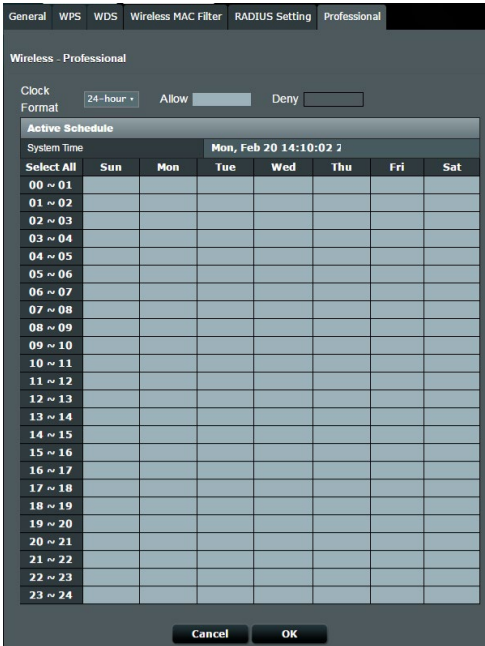 General WPS WDS Wireless MAC Filter RADIUS Setting Professional
Wireless - Professional
Clock Format 24-hour Allow Deny
Active Schedule
System Time Mon, Feb 20 14:10:02 2
Select All Sun Mon Tue Wed Thu Fri Sat
00 ~ 01
01 ~ 02
02 ~ 03
03 ~ 04
04 ~ 05
05 ~ 06
06 ~ 07
07 ~ 08
08 ~ 09
09 ~ 10
10 ~ 11
11 ~ 12
12 ~ 13
13 ~ 14
14 ~ 15
15 ~ 16
16 ~ 17
17 ~ 18
18 ~ 19
19 ~ 20
20 ~ 21
21 ~ 22
22 ~ 23
23 ~ 24
Cancel OK